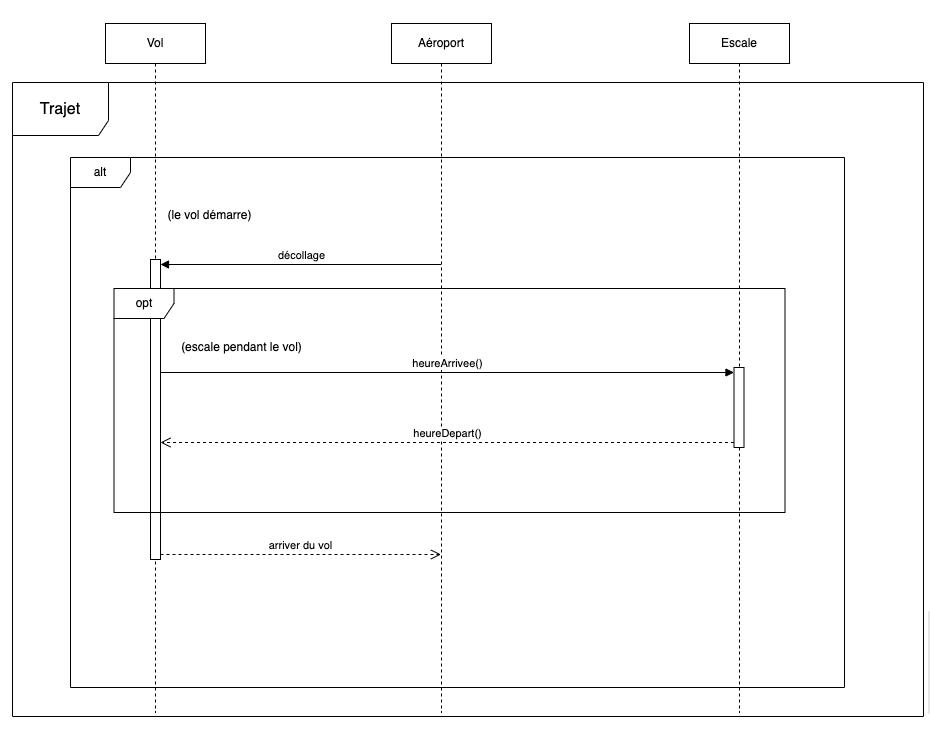 Vol
Aéroport
Escale
Trajet
alt
(le vol démarre)
décollage
opt
(escale pendant le vol)
heureArrivee()
heureDepart()
arriver du vol